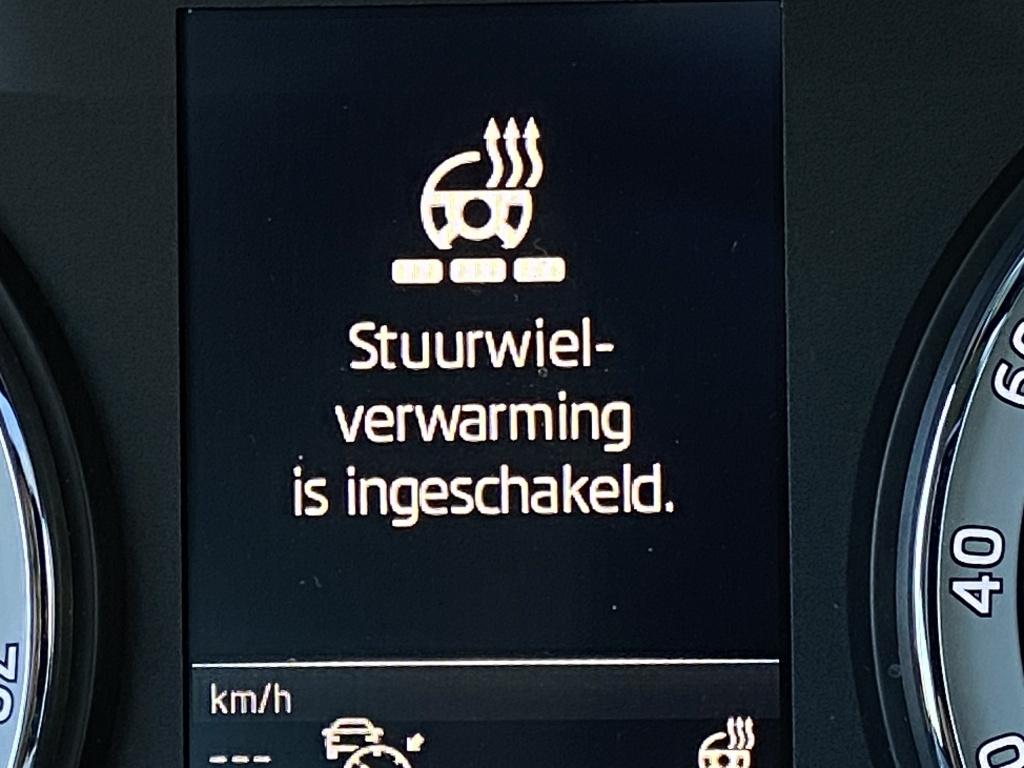 Stuurwiel-
verwarming
is ingeschakeld.
km/h
---
60
40